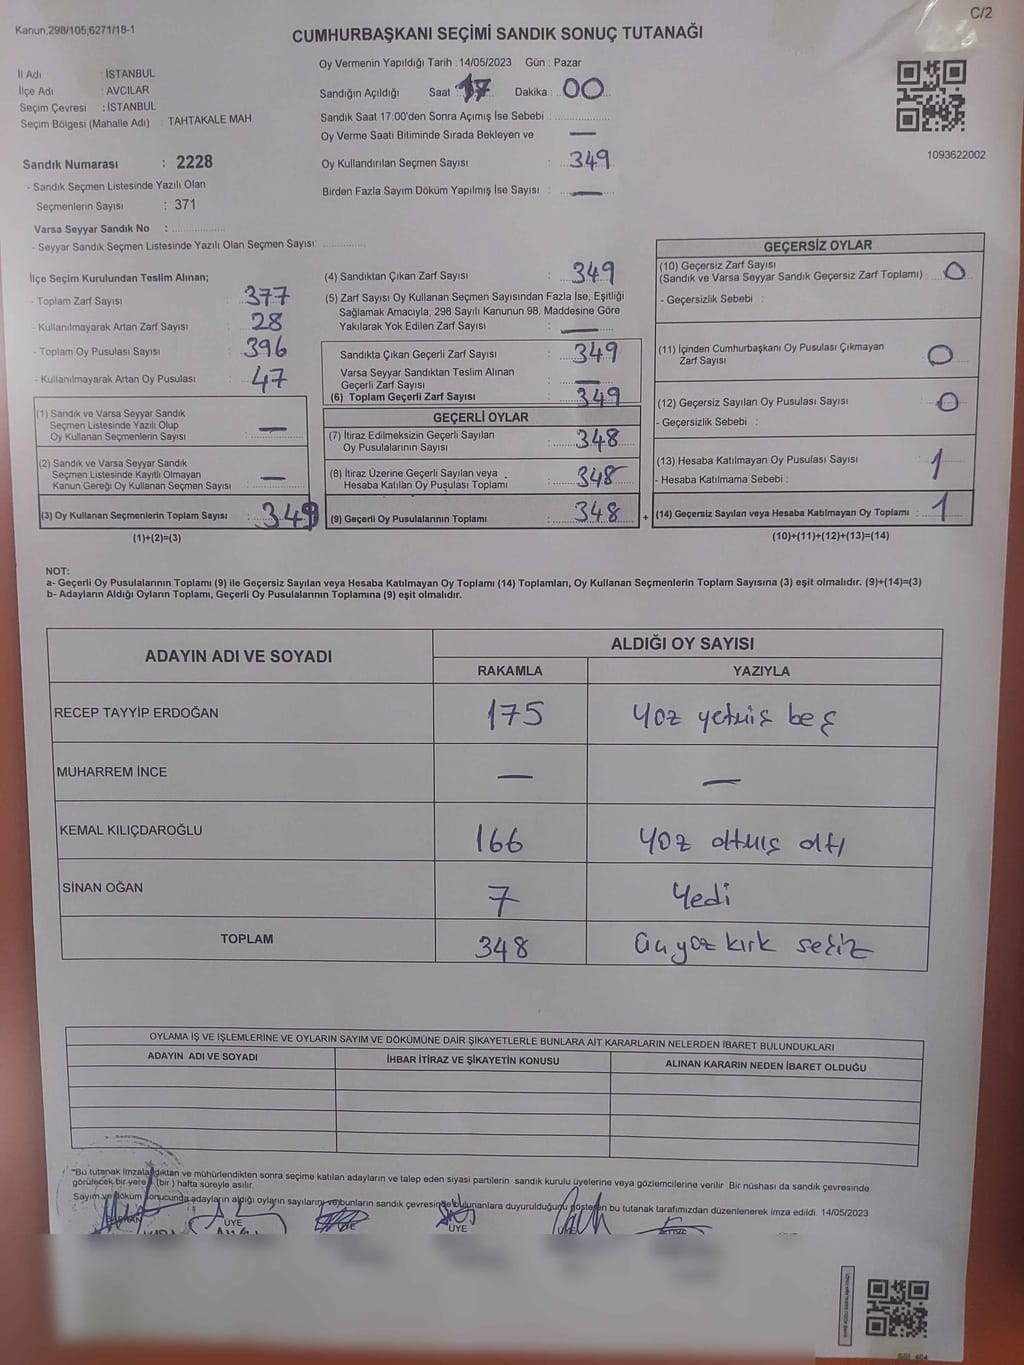 Kanun,298/105,6271/18-1
C/2
CUMHURBAŞKANI SEÇİMİ SANDIK SONUÇ TUTANAĞI
İl Adı : İSTANBUL
İlçe Adı : AVCILAR
Seçim Çevresi : İSTANBUL
Seçim Bölgesi (Mahalle Adı) TAHTAKALE MAH.
Sandık Numarası : 2228
- Sandık Seçmen Listesinde Yazılı Olan
Seçmenlerin Sayısı : 371
Varsa Seyyar Sandık No :
- Seyyar Sandık Seçmen Listesinde Yazılı Olan Seçmen Sayısı:
Oy Vermenin Yapıldığı Tarih : 14/05/2023 Gün : Pazar
Sandığın Açıldığı Saat : 17 Dakika : 00
Sandık Saat 17:00'den Sonra Açımış İse Sebebi :
Oy Verme Saati Bitiminde Sırada Bekleyen ve —
Oy Kullandırılan Seçmen Sayısı : 349
Birden Fazla Sayım Döküm Yapılmış İse Sayısı : —
1093622002
İlçe Seçim Kurulundan Teslim Alınan;
- Toplam Zarf Sayısı : 377
- Kullanılmayarak Artan Zarf Sayısı : 28
- Toplam Oy Pusulası Sayısı : 396
- Kullanılmayarak Artan Oy Pusulası : 47
(1) Sandık ve Varsa Seyyar Sandık
Seçmen Listesinde Yazılı Olup
Oy Kullanan Seçmenlerin Sayısı : —
(2) Sandık ve Varsa Seyyar Sandık
Seçmen Listesinde Kayıtlı Olmayan
Kanun Gereği Oy Kullanan Seçmen Sayısı : —
(3) Oy Kullanan Seçmenlerin Toplam Sayısı : 349
(1)+(2)=(3)
(4) Sandıktan Çıkan Zarf Sayısı : 349
(5) Zarf Sayısı Oy Kullanan Seçmen Sayısından Fazla İse, Eşitliği
Sağlamak Amacıyla; 298 Sayılı Kanunun 98. Maddesine Göre
Yakılarak Yok Edilen Zarf Sayısı : —
Sandıkta Çıkan Geçerli Zarf Sayısı : 349
Varsa Seyyar Sandıktan Teslim Alınan
Geçerli Zarf Sayısı : —
(6) Toplam Geçerli Zarf Sayısı : 349
GEÇERLİ OYLAR
(7) İtiraz Edilmeksizin Geçerli Sayılan
Oy Pusulalarının Sayısı : 348
(8) İtiraz Üzerine Geçerli Sayılan veya
Hesaba Katılan Oy Pusulası Toplamı : 348
(9) Geçerli Oy Pusulalarının Toplamı : 348 +
GEÇERSİZ OYLAR
(10) Geçersiz Zarf Sayısı
(Sandık ve Varsa Seyyar Sandık Geçersiz Zarf Toplamı) : 0
- Geçersizlik Sebebi :
(11) İçinden Cumhurbaşkanı Oy Pusulası Çıkmayan
Zarf Sayısı : 0
(12) Geçersiz Sayılan Oy Pusulası Sayısı : 0
- Geçersizlik Sebebi :
(13) Hesaba Katılmayan Oy Pusulası Sayısı : 1
- Hesaba Katılmama Sebebi :
(14) Geçersiz Sayılan veya Hesaba Katılmayan Oy Toplamı : 1
(10)+(11)+(12)+(13)=(14)
NOT:
a- Geçerli Oy Pusulalarının Toplamı (9) ile Geçersiz Sayılan veya Hesaba Katılmayan Oy Toplamı (14) Toplamları, Oy Kullanan Seçmenlerin Toplam Sayısına (3) eşit olmalıdır. (9)+(14)=(3)
b- Adayların Aldığı Oyların Toplamı, Geçerli Oy Pusulalarının Toplamına (9) eşit olmalıdır.
ADAYIN ADI VE SOYADI ALDIĞI OY SAYISI
RAKAMLA YAZIYLA
RECEP TAYYİP ERDOĞAN 175 yüz yetmiş beş
MUHARREM İNCE — —
KEMAL KILIÇDAROĞLU 166 yüz altmış altı
SİNAN OĞAN 7 yedi
TOPLAM 348 üç yüz kırk sekiz
OYLAMA İŞ VE İŞLEMLERİNE VE OYLARIN SAYIM VE DÖKÜMÜNE DAİR ŞİKAYETLERLE BUNLARA AİT KARARLARIN NELERDEN İBARET BULUNDUKLARI
ADAYIN ADI VE SOYADI İHBAR İTİRAZ VE ŞİKAYETİN KONUSU ALINAN KARARIN NEDEN İBARET OLDUĞU
"Bu tutanak imzalandıktan ve mühürlendikten sonra seçime katılan adayların ve talep eden siyasi partilerin sandık kurulu üyelerine veya gözlemcilerine verilir Bir nüshası da sandık çevresinde
görülecek bir yere 1 (bir ) hafta süreyle asılır.
Sayım ve döküm sonucunda adayların aldığı oyların sayılarını ve bunların sandık çevresinde bulunanlara duyurulduğunu gösteren bu tutanak tarafımızdan düzenlenerek imza edildi. 14/05/2023
BAŞKAN ÜYE ÜYE ÜYE